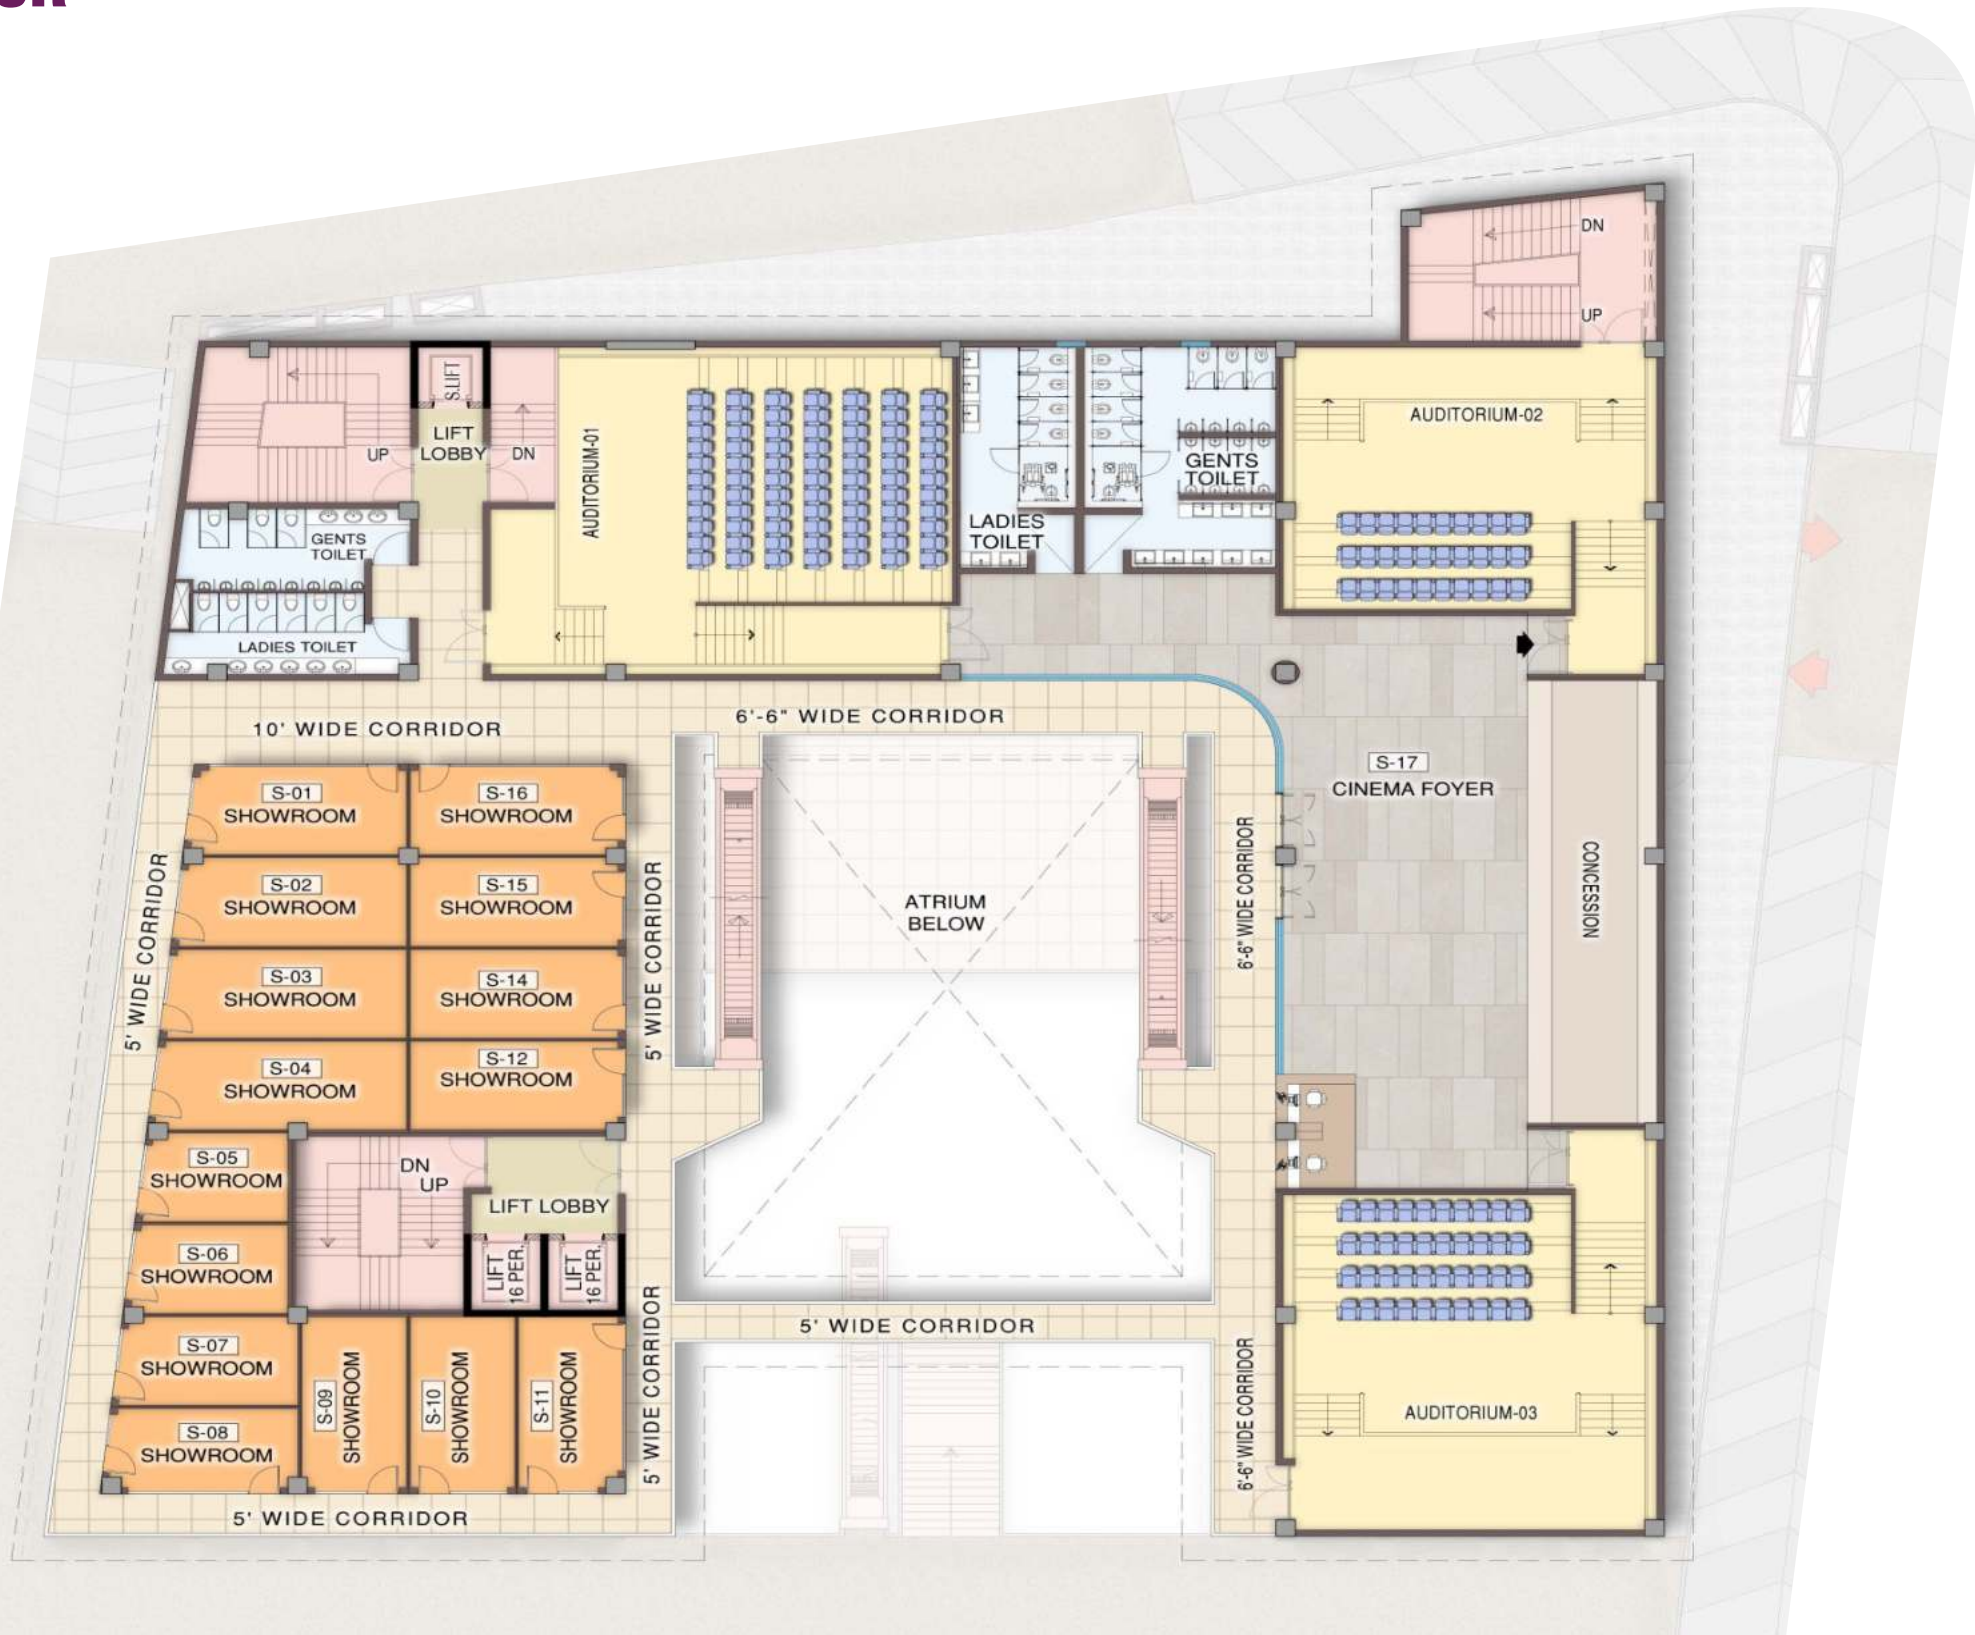 DN
UP
S.LIFT
LIFT
LOBBY
UP
DN
AUDITORIUM-01
GENTS
TOILET
LADIES TOILET
LADIES
TOILET
GENTS
TOILET
AUDITORIUM-02
10' WIDE CORRIDOR
6'-6" WIDE CORRIDOR
S-17
CINEMA FOYER
CONCESSION
S-01
SHOWROOM
S-16
SHOWROOM
S-02
SHOWROOM
S-15
SHOWROOM
S-03
SHOWROOM
S-14
SHOWROOM
S-04
SHOWROOM
S-12
SHOWROOM
5' WIDE CORRIDOR
5' WIDE CORRIDOR
ATRIUM
BELOW
6'-6" WIDE CORRIDOR
S-05
SHOWROOM
DN
UP
LIFT LOBBY
LIFT
16 PER.
LIFT
16 PER.
S-06
SHOWROOM
S-07
SHOWROOM
S-08
SHOWROOM
S-09
SHOWROOM
S-10
SHOWROOM
S-11
SHOWROOM
5' WIDE CORRIDOR
5' WIDE CORRIDOR
6'-6" WIDE CORRIDOR
AUDITORIUM-03
5' WIDE CORRIDOR